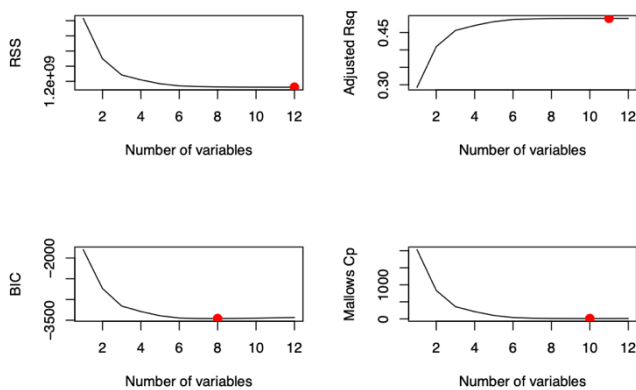 RSS
1.2e+09
2 4 6 8 10 12
Number of variables
Adjusted Rsq
0.30 0.45
2 4 6 8 10 12
Number of variables
BIC
-3500 -2000
2 4 6 8 10 12
Number of variables
Mallows Cp
0 1000
2 4 6 8 10 12
Number of variables